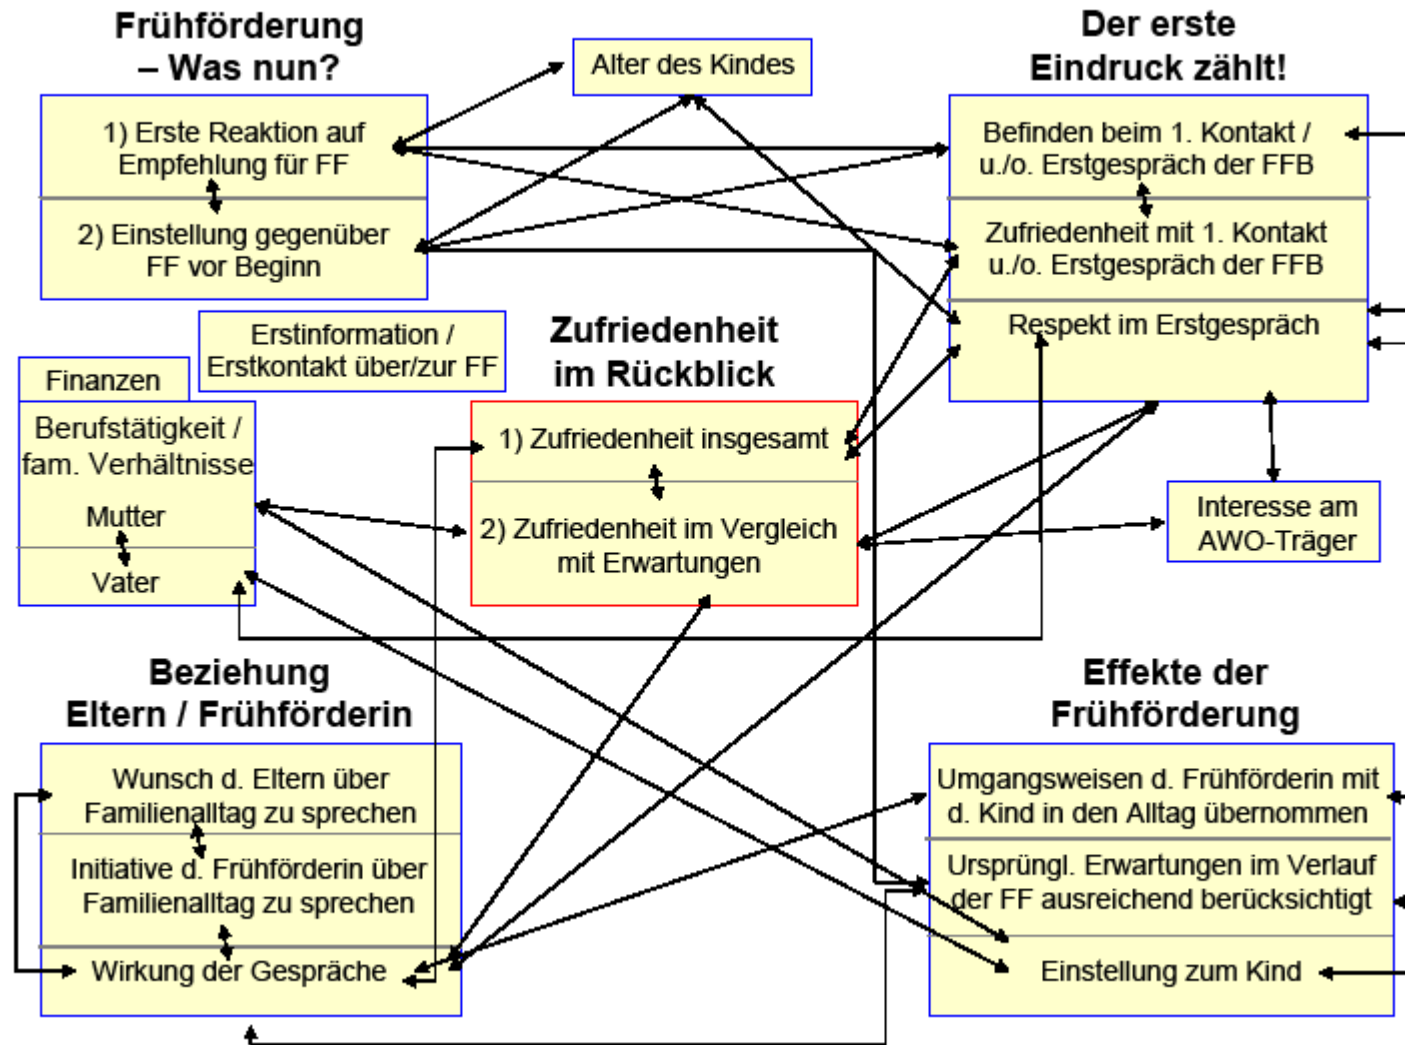 Frühförderung
– Was nun?
1) Erste Reaktion auf
Empfehlung für FF
2) Einstellung gegenüber
FF vor Beginn
Alter des Kindes
Der erste
Eindruck zählt!
Befinden beim 1. Kontakt /
u./o. Erstgespräch der FFB
Zufriedenheit mit 1. Kontakt
u./o. Erstgespräch der FFB
Respekt im Erstgespräch
Erstinformation /
Erstkontakt über/zur FF
Finanzen
Berufstätigkeit /
fam. Verhältnisse
Mutter
Vater
Zufriedenheit
im Rückblick
1) Zufriedenheit insgesamt
2) Zufriedenheit im Vergleich
mit Erwartungen
Interesse am
AWO-Träger
Beziehung
Eltern / Frühförderin
Wunsch d. Eltern über
Familienalltag zu sprechen
Initiative d. Frühförderin über
Familienalltag zu sprechen
Wirkung der Gespräche
Effekte der
Frühförderung
Umgangsweisen d. Frühförderin mit
d. Kind in den Alltag übernommen
Ursprüngl. Erwartungen im Verlauf
der FF ausreichend berücksichtigt
Einstellung zum Kind